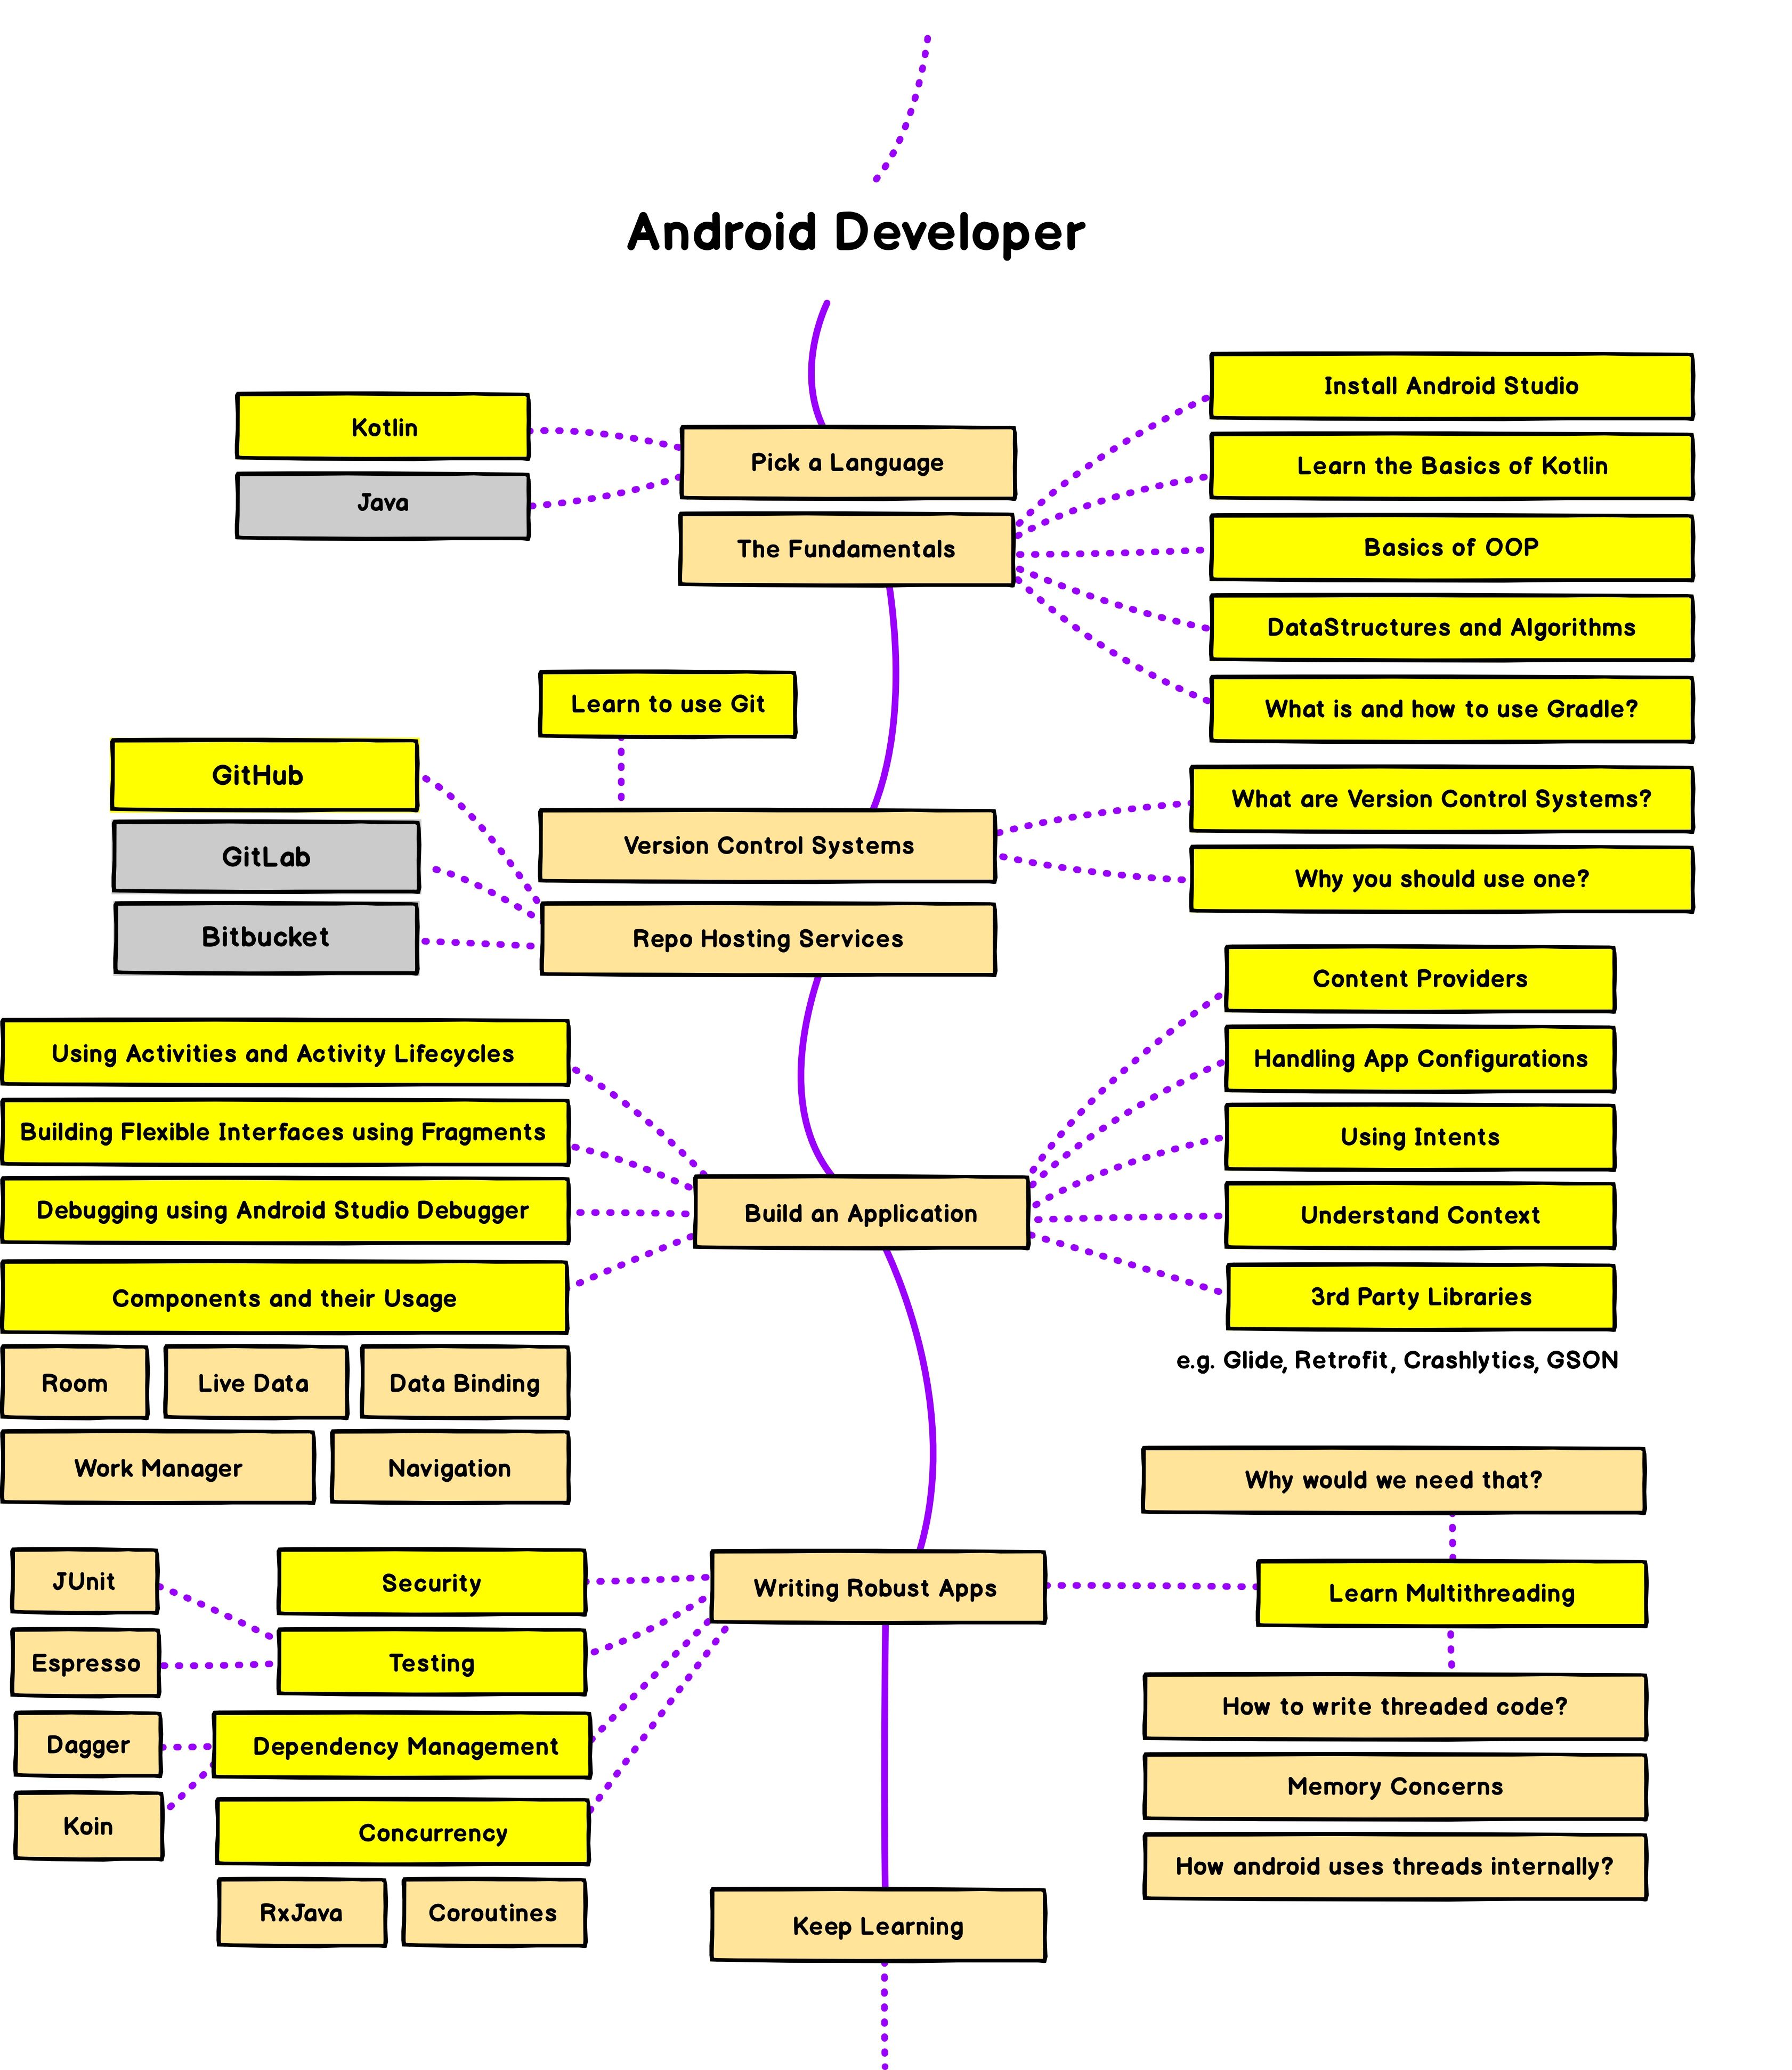 Android Developer
Kotlin
Java
Pick a Language
The Fundamentals
Install Android Studio
Learn the Basics of Kotlin
Basics of OOP
DataStructures and Algorithms
What is and how to use Gradle?
Learn to use Git
GitHub
GitLab
Bitbucket
Version Control Systems
Repo Hosting Services
What are Version Control Systems?
Why you should use one?
Using Activities and Activity Lifecycles
Building Flexible Interfaces using Fragments
Debugging using Android Studio Debugger
Components and their Usage
Room
Live Data
Data Binding
Work Manager
Navigation
Build an Application
Content Providers
Handling App Configurations
Using Intents
Understand Context
3rd Party Libraries
e.g. Glide, Retrofit, Crashlytics, GSON
JUnit
Espresso
Dagger
Koin
Security
Testing
Dependency Management
Concurrency
RxJava
Coroutines
Writing Robust Apps
Why would we need that?
Learn Multithreading
How to write threaded code?
Memory Concerns
How android uses threads internally?
Keep Learning